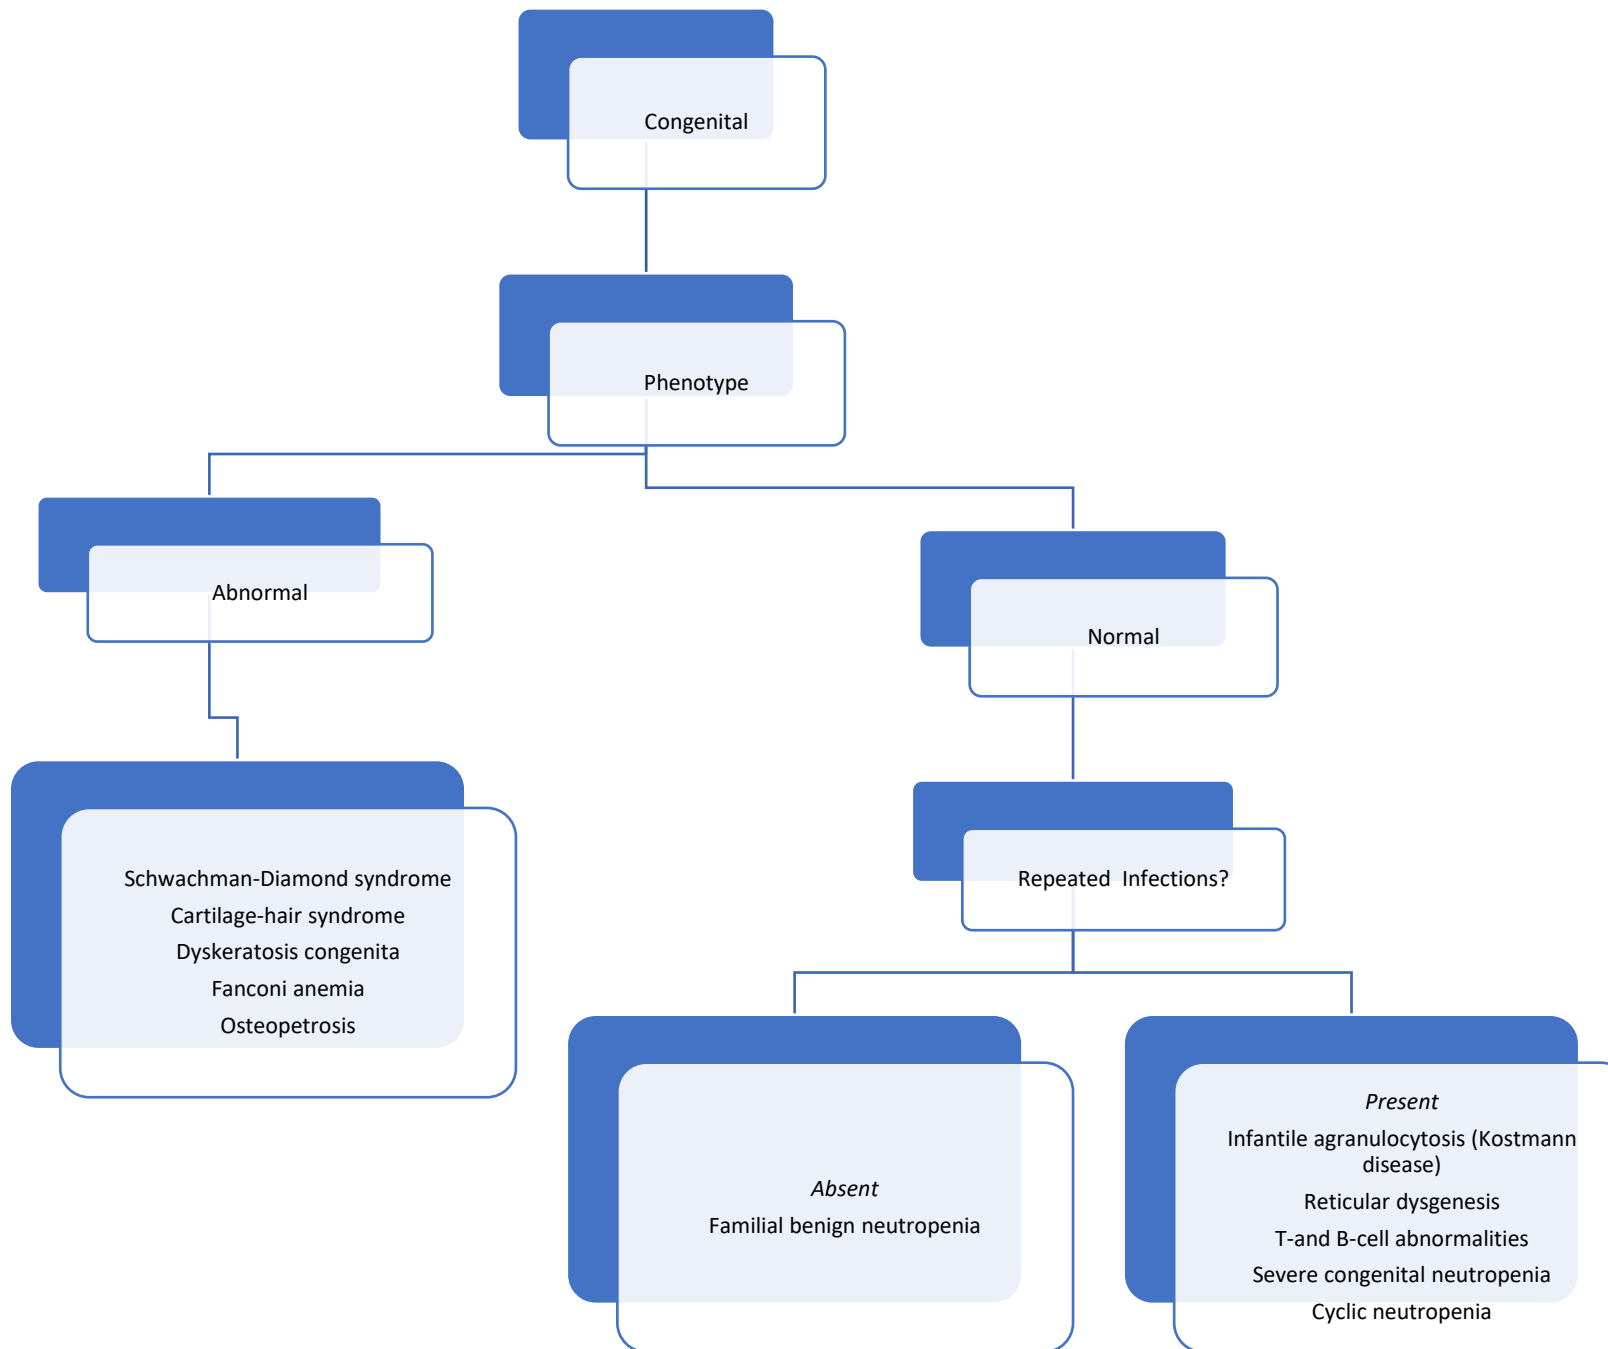 Congenital
Phenotype
Abnormal
Normal
Schwachman-Diamond syndrome
Cartilage-hair syndrome
Dyskeratosis congenita
Fanconi anemia
Osteopetrosis
Repeated  Infections?
Absent
Familial benign neutropenia
Present
Infantile agranulocytosis (Kostmann
disease)
Reticular dysgenesis
T-and B-cell abnormalities
Severe congenital neutropenia
Cyclic neutropenia